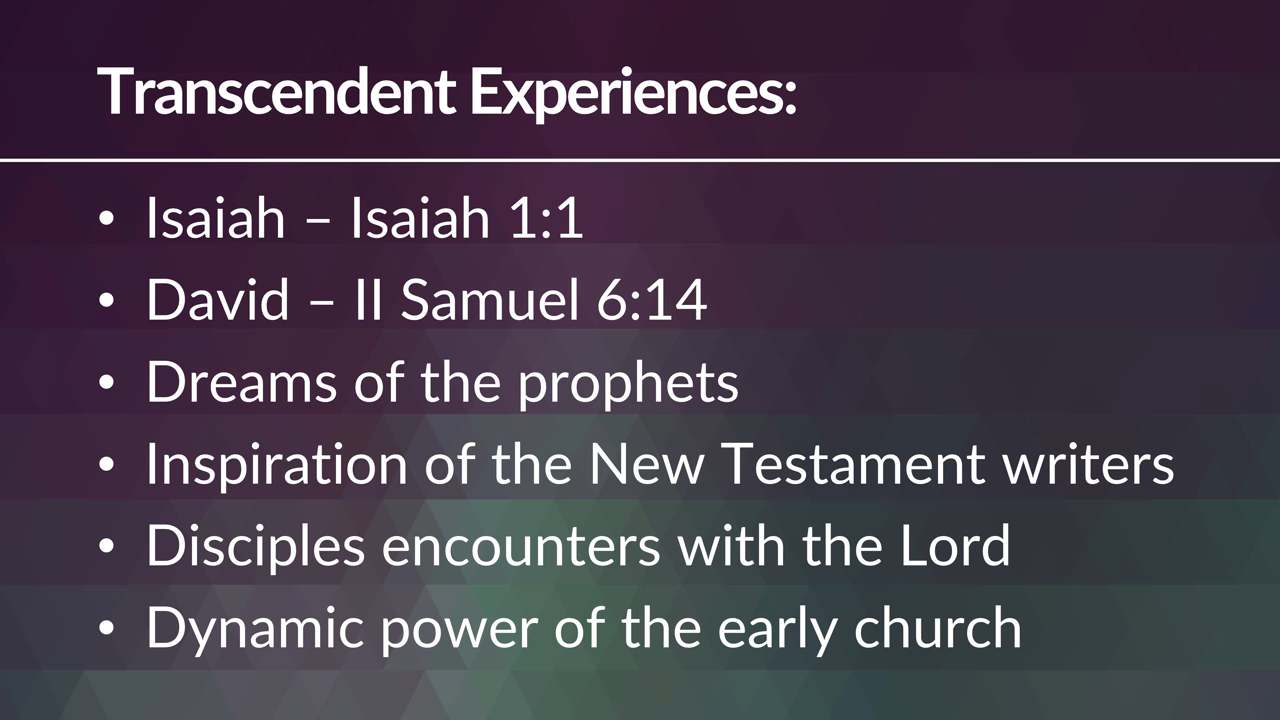 Transcendent Experiences:
• Isaiah – Isaiah 1:1
• David – II Samuel 6:14
• Dreams of the prophets
• Inspiration of the New Testament writers
• Disciples encounters with the Lord
• Dynamic power of the early church